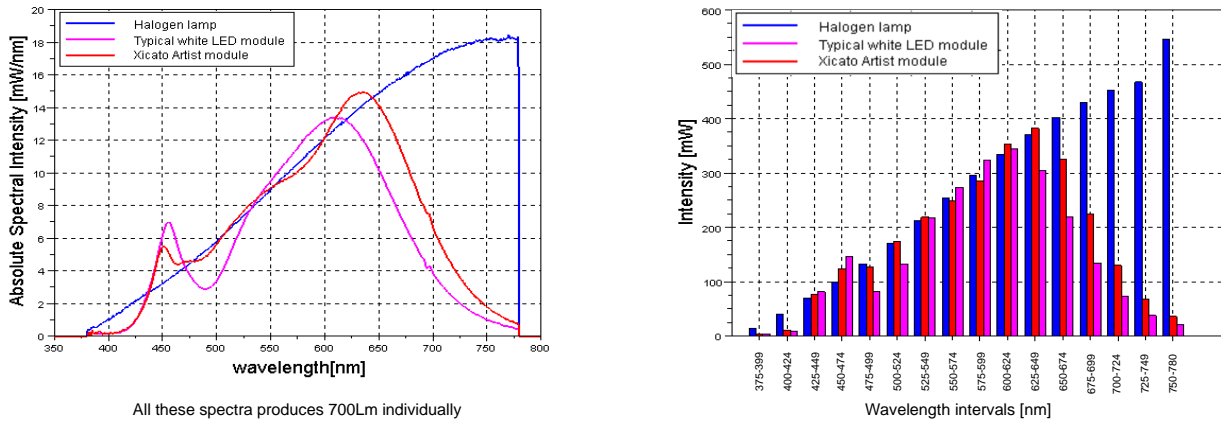 20
18
16
14
12
10
8
6
4
2
0
Absolute Spectral Intensity [mW/nm]
Halogen lamp
Typical white LED module
Xicato Artist module
350 400 450 500 550 600 650 700 750 800
wavelength[nm]
All these spectra produces 700Lm individually
600
500
400
300
200
100
0
Intensity [mW]
Halogen lamp
Typical white LED module
Xicato Artist module
375-399
400-424
425-449
450-474
475-499
500-524
525-549
550-574
575-599
600-624
625-649
650-674
675-699
700-724
725-749
750-780
Wavelength intervals [nm]